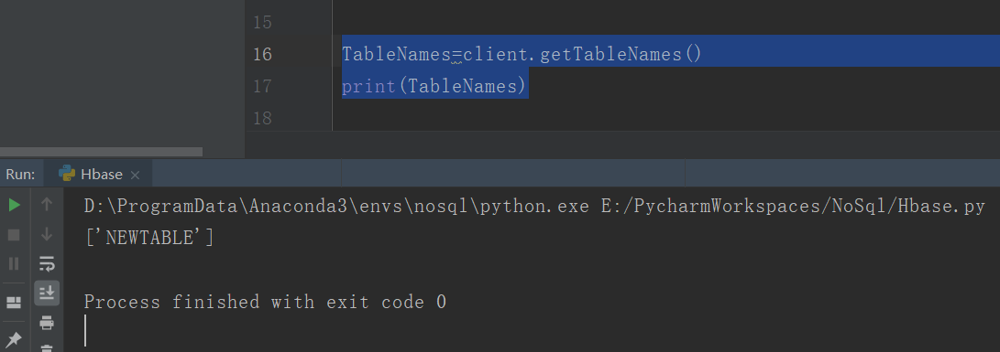 15
16 TableNames=client.getTableNames()
17 print(TableNames)
18
Run: Hbase ×
D:\ProgramData\Anaconda3\envs\nosql\python.exe E:/PycharmWorkspaces/NoSql/Hbase.py
['NEWTABLE']
Process finished with exit code 0